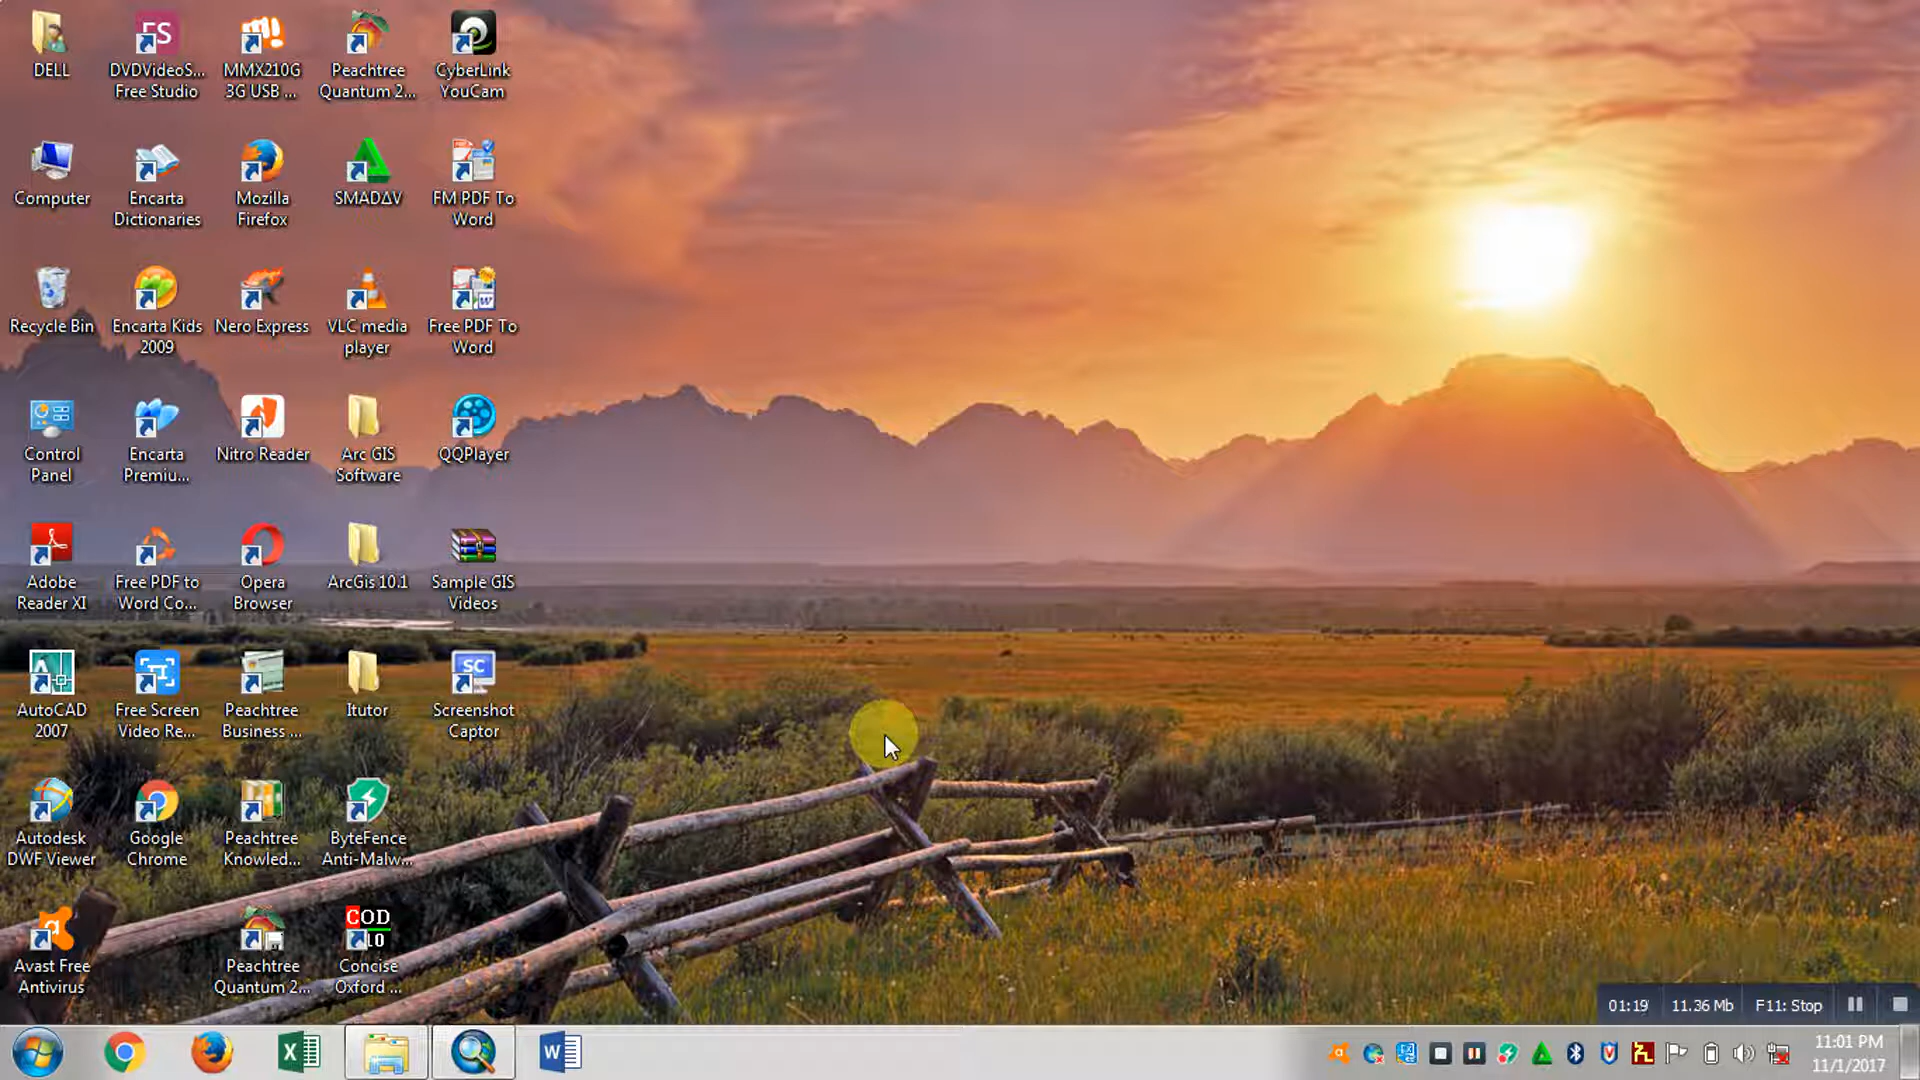 DELL
DVDVideoS...
Free Studio
MMX210G
3G USB ...
Peachtree
Quantum 2...
CyberLink
YouCam
Computer
Encarta
Dictionaries
Mozilla
Firefox
SMAD∆V
FM PDF To
Word
Recycle Bin
Encarta Kids
2009
Nero Express
VLC media
player
Free PDF To
Word
Control
Panel
Encarta
Premiu...
Nitro Reader
Arc GIS
Software
QQPlayer
Adobe
Reader XI
Free PDF to
Word Co...
Opera
Browser
ArcGis 10.1
Sample GIS
Videos
AutoCAD
2007
Free Screen
Video Re...
Peachtree
Business ...
Itutor
SC
Screenshot
Captor
Autodesk
DWF Viewer
Google
Chrome
Peachtree
Knowled...
ByteFence
Anti-Malw...
Avast Free
Antivirus
Peachtree
Quantum 2...
COD
10
Concise
Oxford ...
01:19 11.36 Mb F11: Stop
11:01 PM
11/1/2017